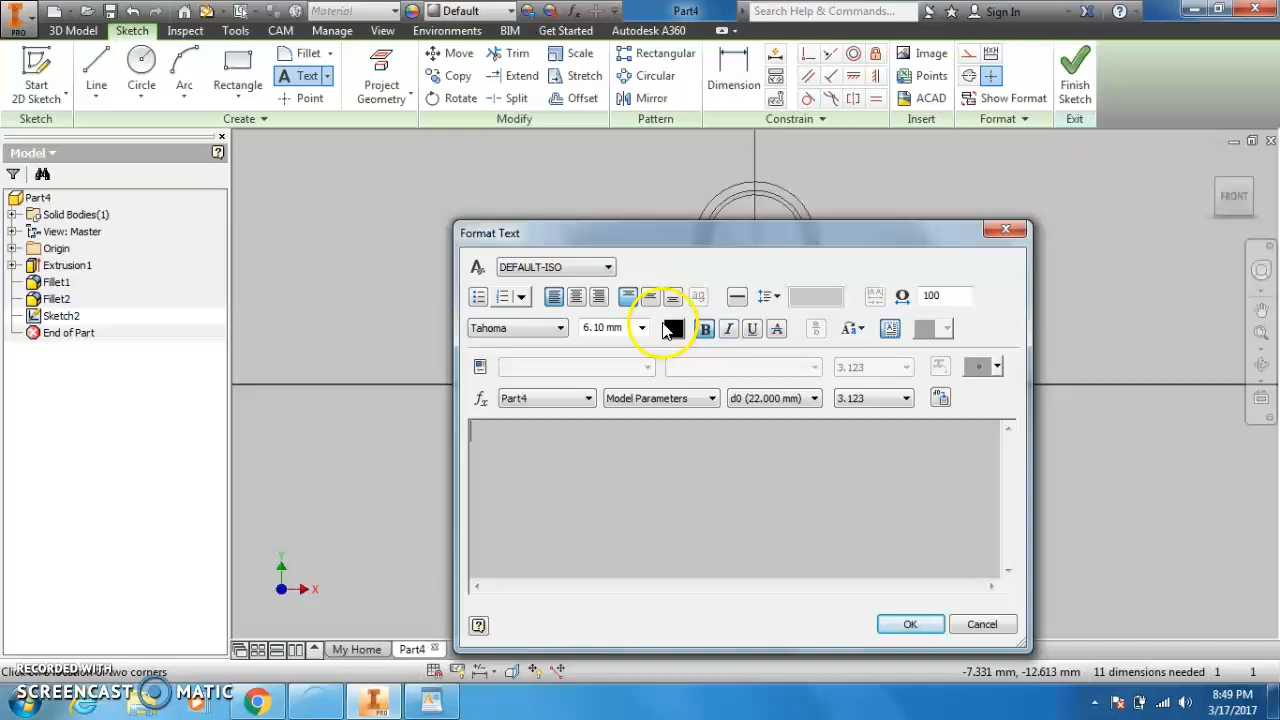 PRO
Material
Default
Part4
Search Help & Commands...
Sign In
3D Model
Sketch
Inspect
Tools
CAM
Manage
View
Environments
BIM
Get Started
Autodesk A360
Start
2D Sketch
Line
Circle
Arc
Rectangle
Fillet
Text
Point
Project
Geometry
Move
Copy
Rotate
Trim
Extend
Split
Scale
Stretch
Offset
Rectangular
Circular
Mirror
Dimension
Image
Points
ACAD
Show Format
Finish
Sketch
Sketch
Create
Modify
Pattern
Constrain
Insert
Format
Exit
Model
Part4
Solid Bodies(1)
View: Master
Origin
Extrusion1
Fillet1
Fillet2
Sketch2
End of Part
FRONT
Format Text
DEFAULT-ISO
100
Tahoma
6.10 mm
B I U A
3.123
Part4
Model Parameters
d0 (22.000 mm)
3.123
OK
Cancel
Y
X
My Home
Part4
-7.331 mm, -12.613 mm
11 dimensions needed
1
1
RECORDED WITH
SCREENCAST MATIC
PRO
8:49 PM
3/17/2017